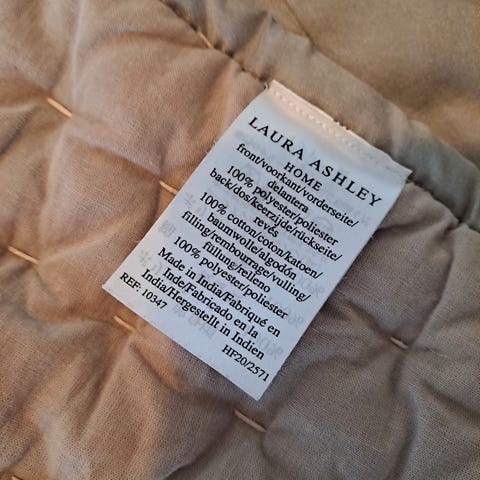 LAURA ASHLEY
HOME
front/voorkant/vorderseite/
delantera
100% polyester/poliester
back/dos/keerzijde/rückseite/
revés
100% cotton/coton/katoen/
baumwolle/algodón
filling/rembourrage/vulling/
füllung/relleno
100% polyester/poliester
Made in India/Fabriqué en
Inde/Fabricado en la
India/Hergestellt in Indien
REF: 10347
HF20/2571